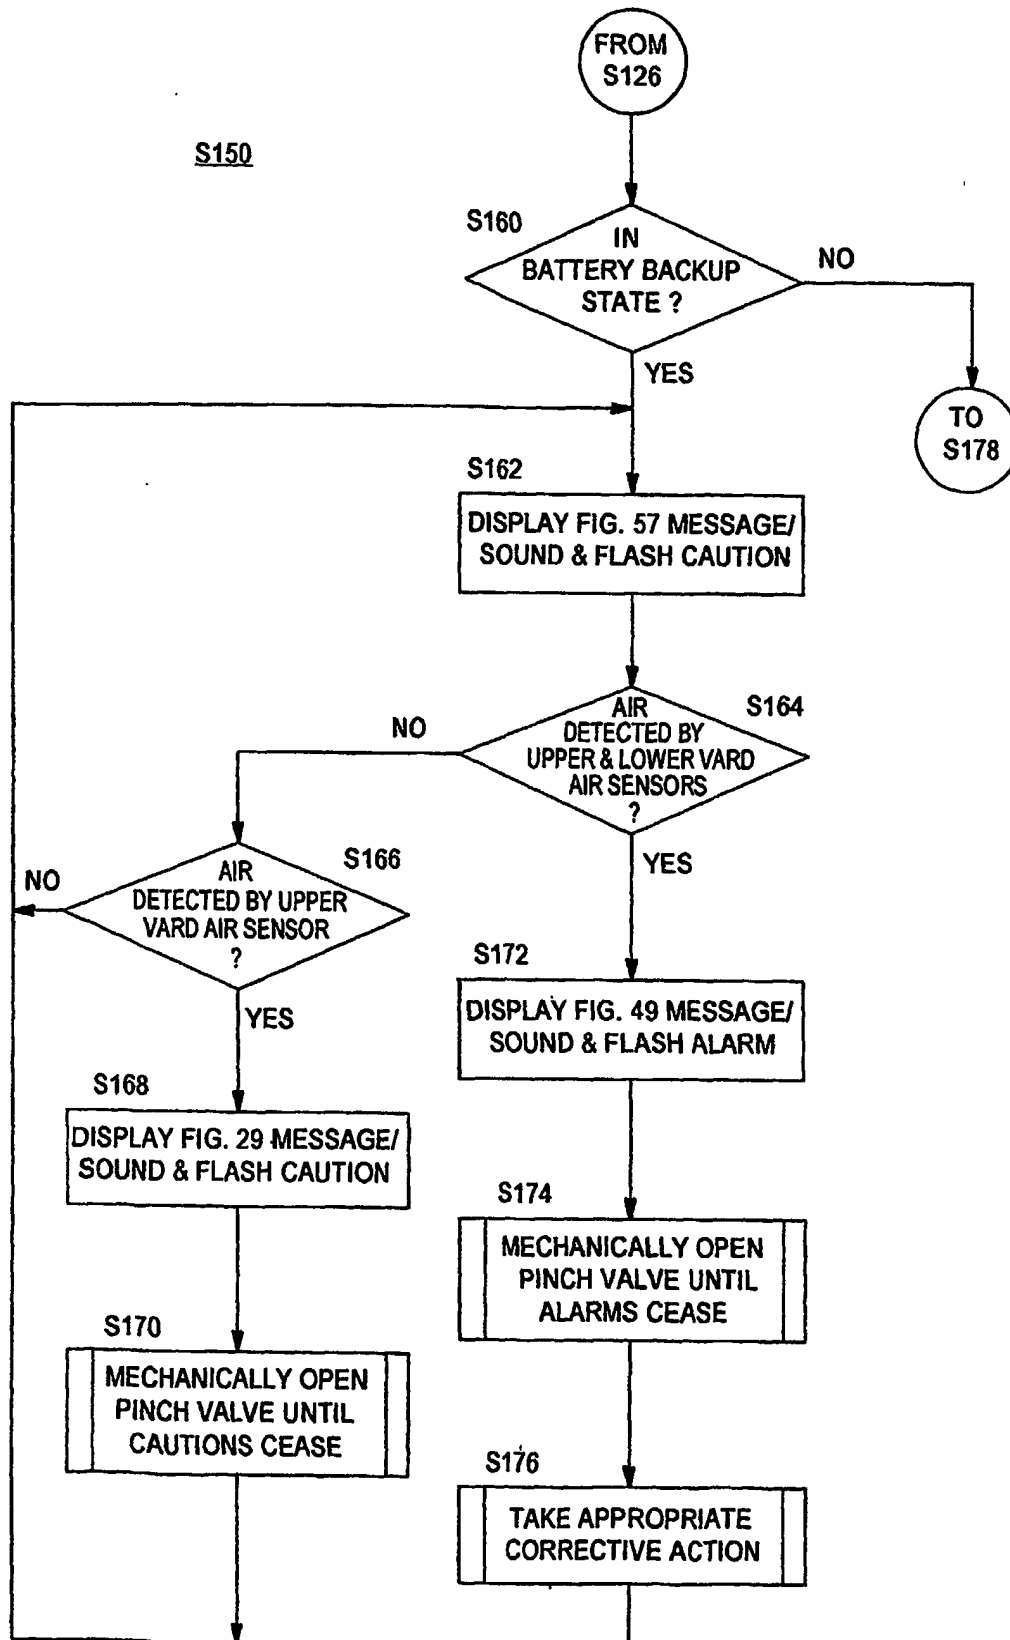 FROM
S126
S150
S160
IN
BATTERY BACKUP
STATE ?
NO
YES
TO
S178
S162
DISPLAY FIG. 57 MESSAGE/
SOUND & FLASH CAUTION
S164
AIR
DETECTED BY
UPPER & LOWER VARD
AIR SENSORS
?
NO
YES
S166
AIR
DETECTED BY UPPER
VARD AIR SENSOR
?
NO
YES
S172
DISPLAY FIG. 49 MESSAGE/
SOUND & FLASH ALARM
S168
DISPLAY FIG. 29 MESSAGE/
SOUND & FLASH CAUTION
S174
MECHANICALLY OPEN
PINCH VALVE UNTIL
ALARMS CEASE
S170
MECHANICALLY OPEN
PINCH VALVE UNTIL
CAUTIONS CEASE
S176
TAKE APPROPRIATE
CORRECTIVE ACTION